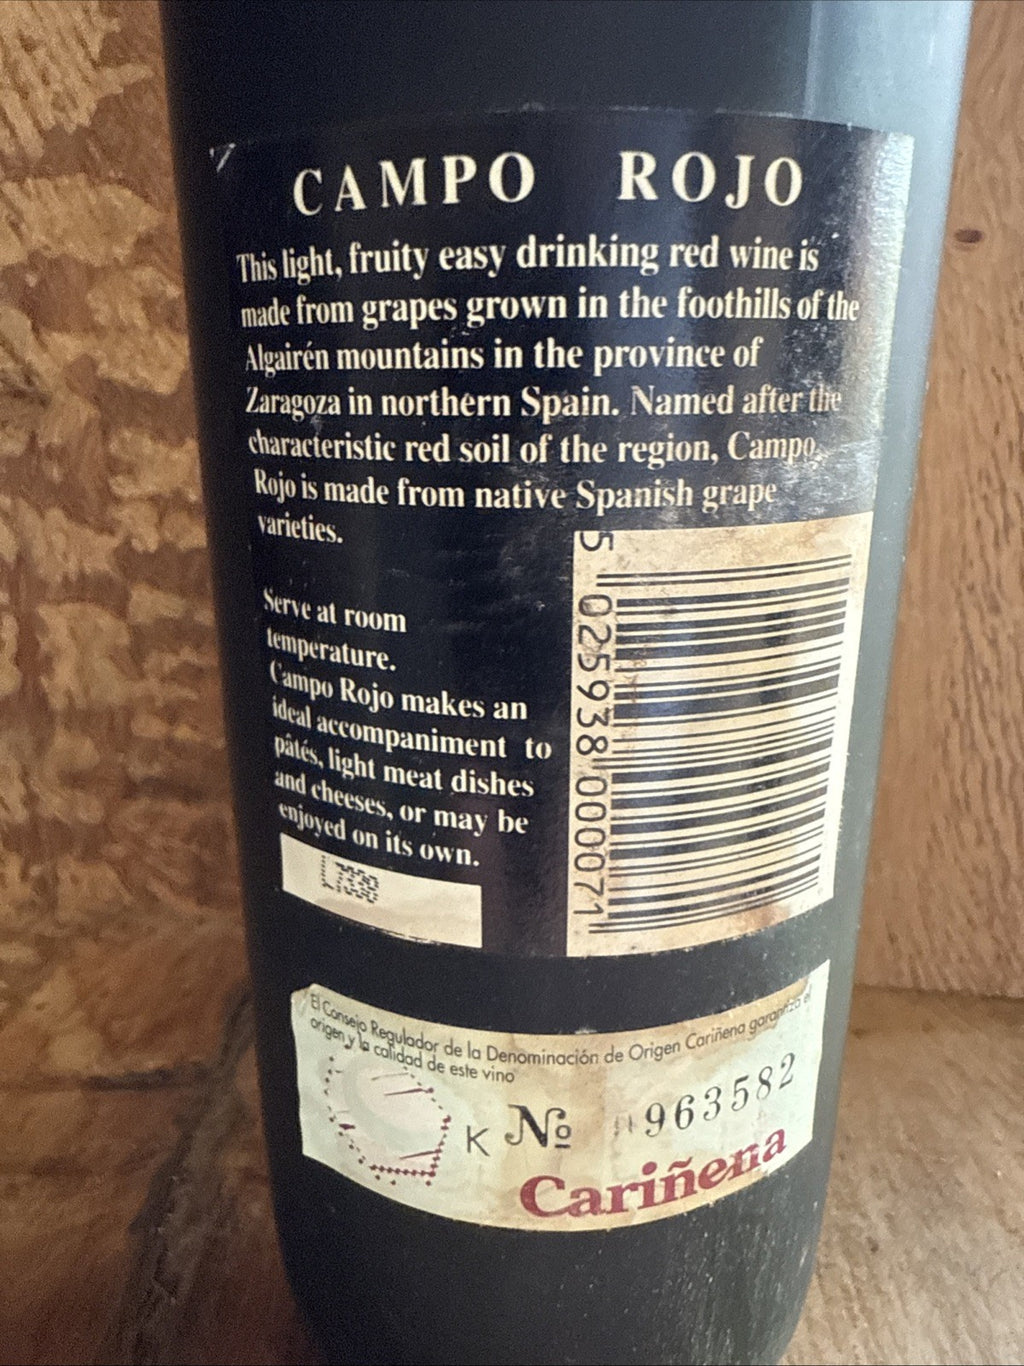 CAMPO ROJO
This light, fruity easy drinking red wine is
made from grapes grown in the foothills of the
Algairén mountains in the province of
Zaragoza in northern Spain. Named after the
characteristic red soil of the region, Campo
Rojo is made from native Spanish grape
varieties.
Serve at room
temperature.
Campo Rojo makes an
ideal accompaniment to
pâtés, light meat dishes
and cheeses, or may be
enjoyed on its own.
L7338
5 025938 000071
El Consejo Regulador de la Denominación de Origen Cariñena garantiza el
origen y la calidad de este vino
K Nº 963582
Cariñena